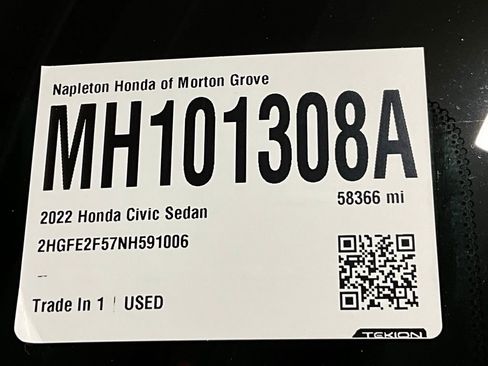 Napleton Honda of Morton Grove
MH101308A
58366 mi
2022 Honda Civic Sedan
2HGFE2F57NH591006
--
Trade In 1 | USED
TEKION